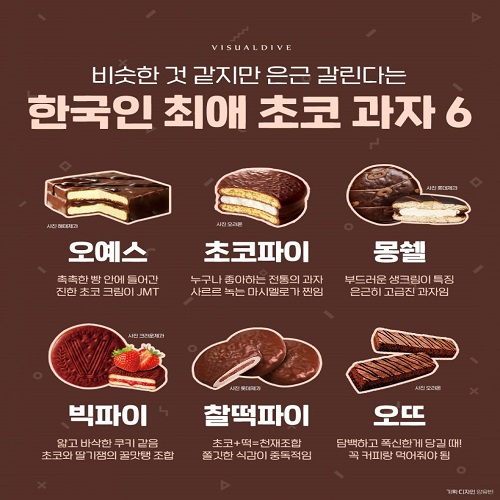 VISUALDIVE
비슷한 것 같지만 은근 갈린다는
한국인 최애 초코 과자 6
사진 해태제과
사진 오리온
사진 롯데제과
오예스
초코파이
몽쉘
촉촉한 빵 안에 들어간
진한 초코 크림이 JMT
누구나 좋아하는 전통의 과자
사르르 녹는 마시멜로가 찐임
부드러운 생크림이 특징
은근히 고급진 과자임
사진 크라운제과
사진 롯데제과
사진 오리온
빅파이
찰떡파이
오뜨
얇고 바삭한 쿠키 같음
초코와 딸기잼의 꿀맛탱 조합
초코+떡=천재조합
쫄깃한 식감이 중독적임
담백하고 폭신한게 당길 때!
꼭 커피랑 먹어줘야 됨
기획·디자인